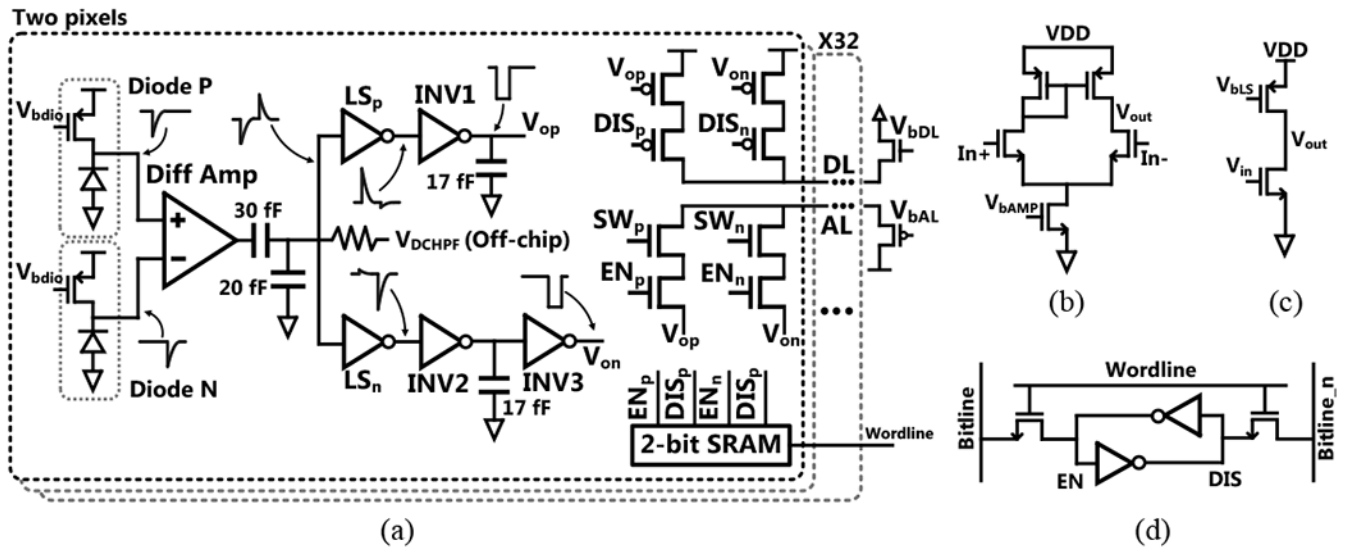 Two pixels
X32
Diode P
V_bdio
Diff Amp
+
−
30 fF
20 fF
V_bdio
Diode N
LS_p
INV1
V_op
17 fF
V_DCHPF (Off-chip)
LS_n
INV2
INV3
V_on
17 fF
V_op
V_on
DIS_p
DIS_n
DL
V_bDL
SW_p
SW_n
AL
V_bAL
EN_p
EN_n
V_op
V_on
EN_p
DIS_p
EN_n
DIS_p
2-bit SRAM
Wordline
(a)
VDD
V_out
In+
In-
V_bAMP
(b)
VDD
V_bLS
V_out
V_in
(c)
Wordline
Bitline
Bitline_n
EN
DIS
(d)